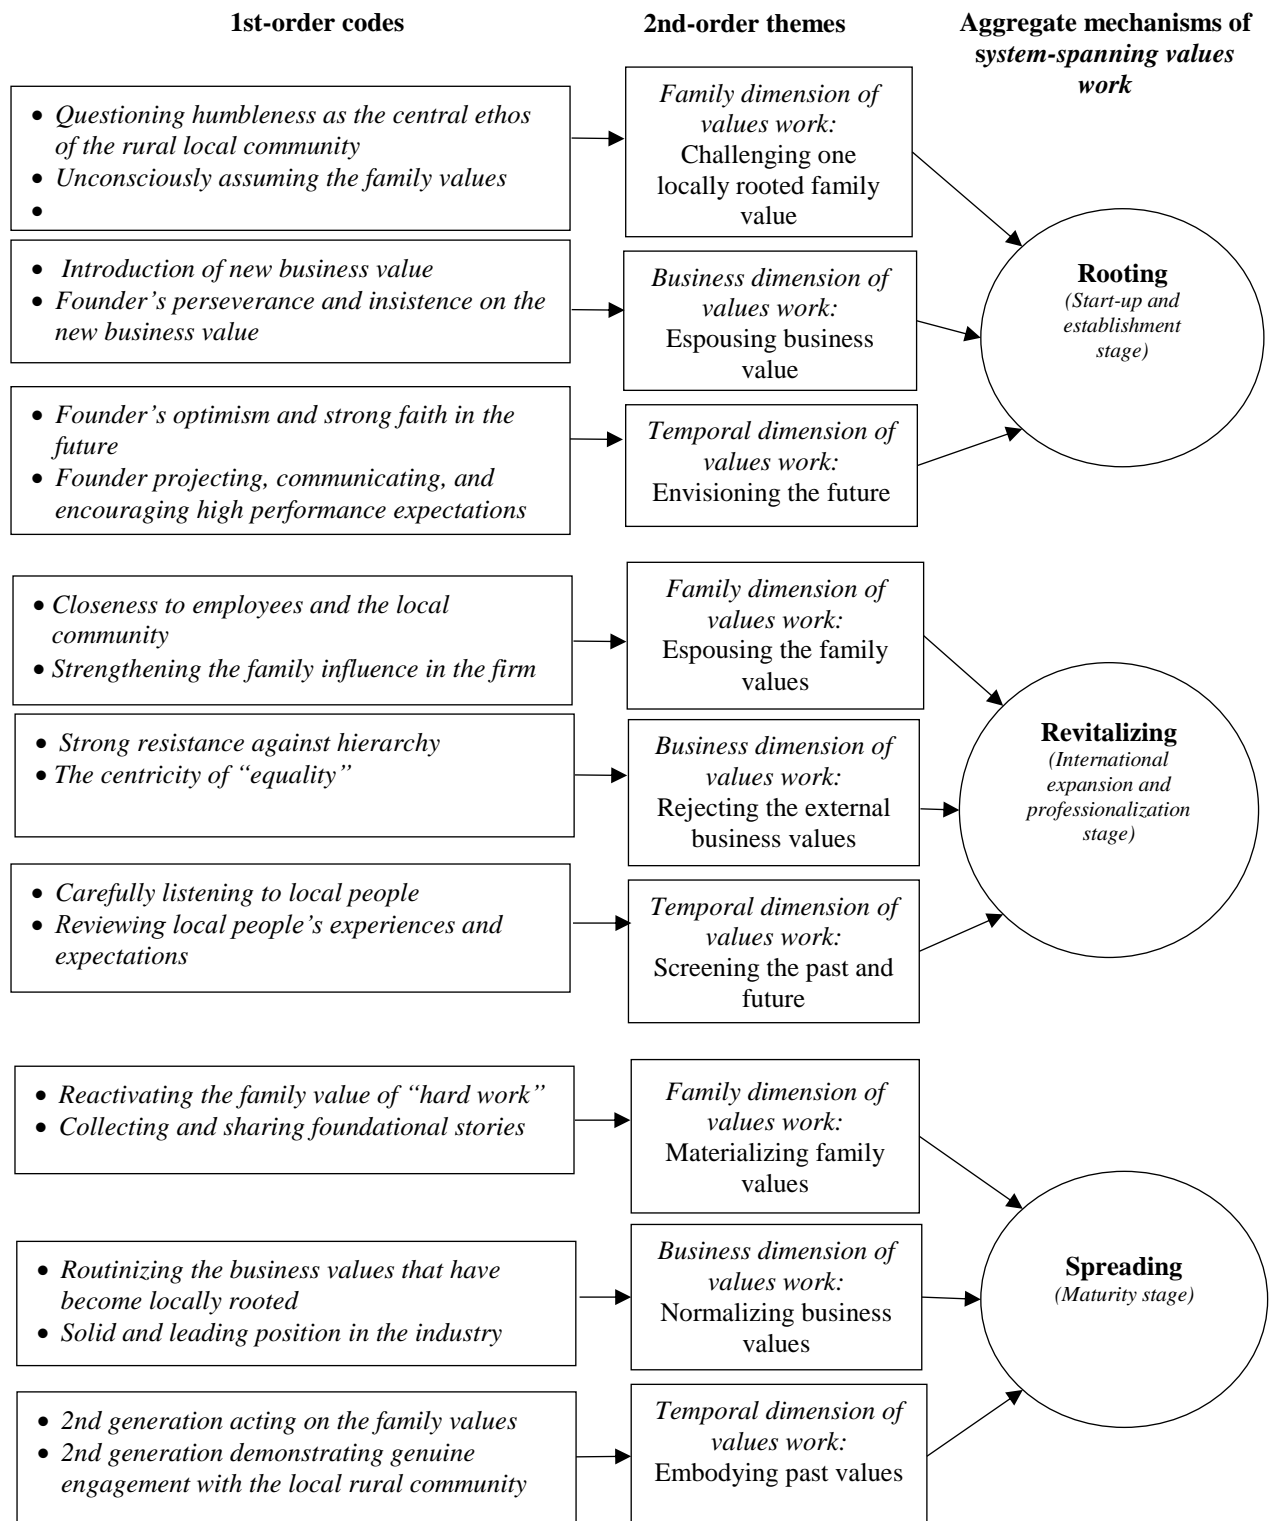 1st-order codes
2nd-order themes
Aggregate mechanisms of
system-spanning values
work
• Questioning humbleness as the central ethos
of the rural local community
• Unconsciously assuming the family values
•
Family dimension of
values work:
Challenging one
locally rooted family
value
• Introduction of new business value
• Founder’s perseverance and insistence on the
new business value
Business dimension of
values work:
Espousing business
value
• Founder’s optimism and strong faith in the
future
• Founder projecting, communicating, and
encouraging high performance expectations
Temporal dimension of
values work:
Envisioning the future
Rooting
(Start-up and
establishment
stage)
• Closeness to employees and the local
community
• Strengthening the family influence in the firm
Family dimension of
values work:
Espousing the family
values
• Strong resistance against hierarchy
• The centricity of “equality”
Business dimension of
values work:
Rejecting the external
business values
• Carefully listening to local people
• Reviewing local people’s experiences and
expectations
Temporal dimension of
values work:
Screening the past and
future
Revitalizing
(International
expansion and
professionalization
stage)
• Reactivating the family value of “hard work”
• Collecting and sharing foundational stories
Family dimension of
values work:
Materializing family
values
• Routinizing the business values that have
become locally rooted
• Solid and leading position in the industry
Business dimension of
values work:
Normalizing business
values
• 2nd generation acting on the family values
• 2nd generation demonstrating genuine
engagement with the local rural community
Temporal dimension of
values work:
Embodying past values
Spreading
(Maturity stage)